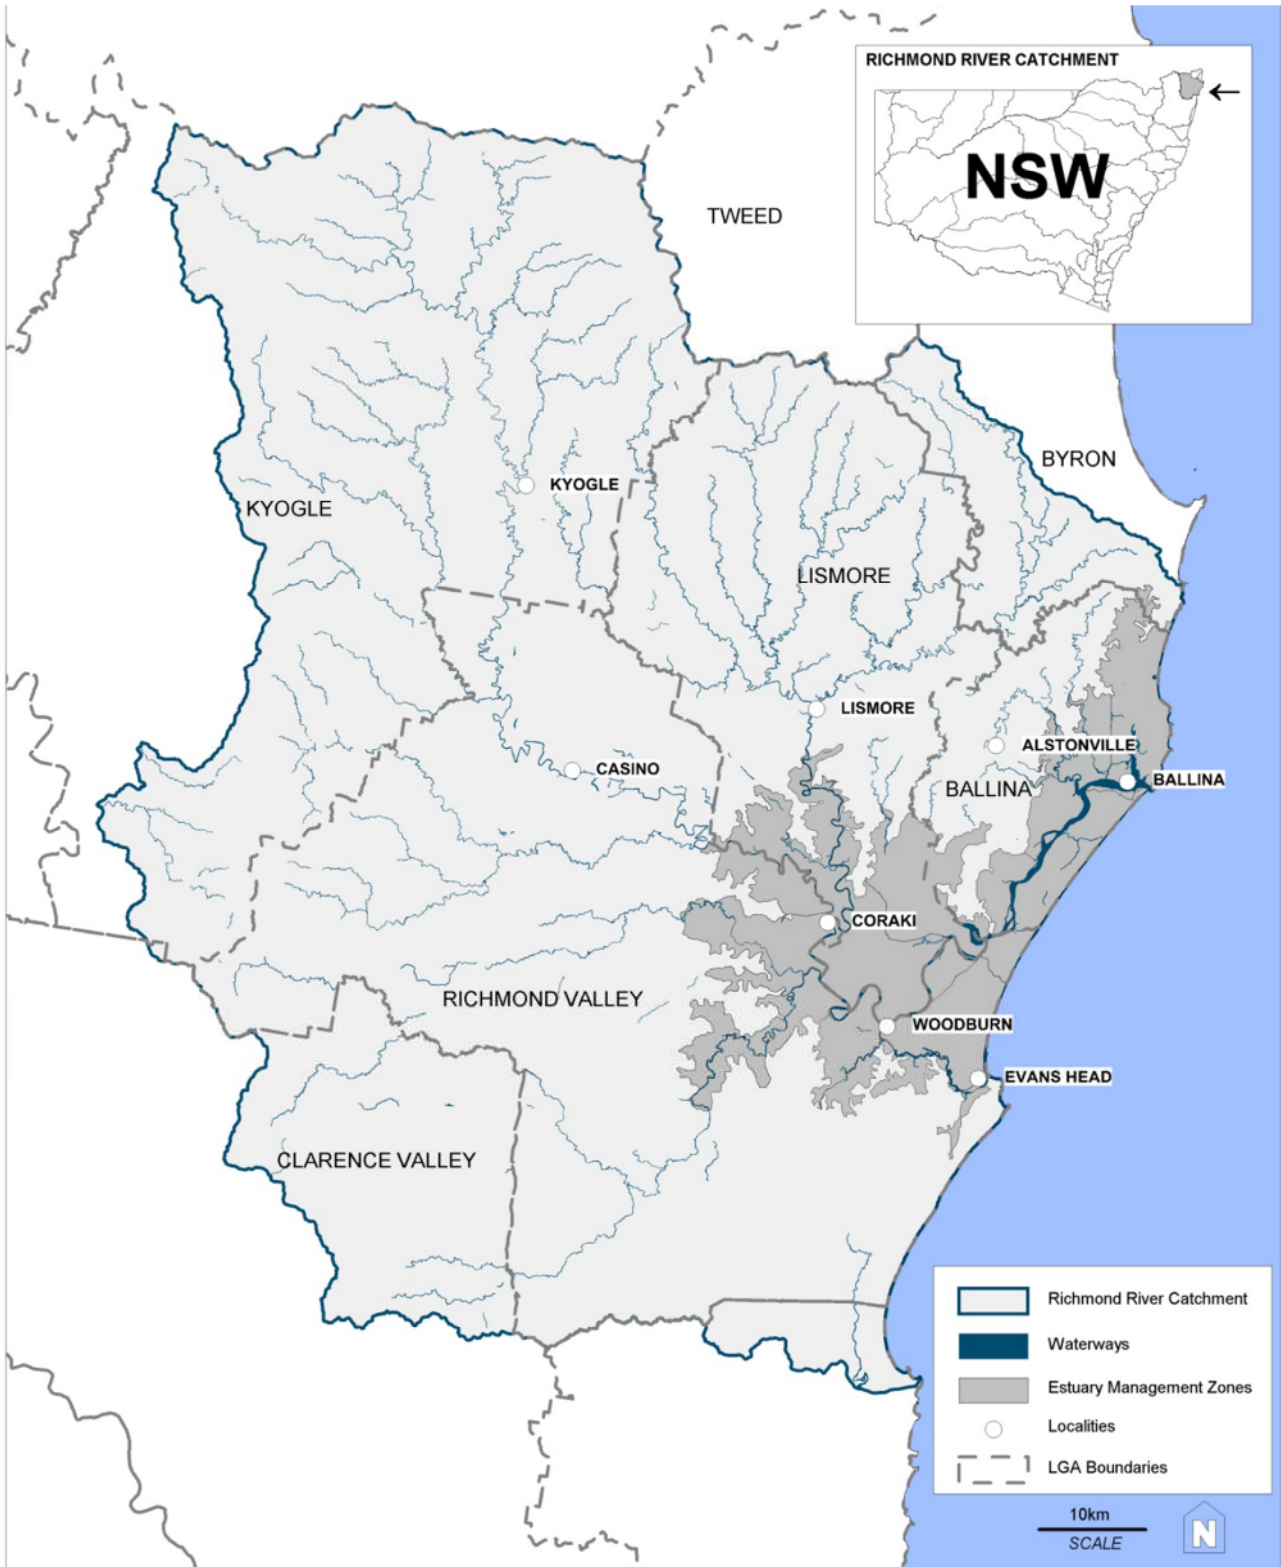 RICHMOND RIVER CATCHMENT
NSW
TWEED
BYRON
KYOGLE
KYOGLE
LISMORE
LISMORE
ALSTONVILLE
CASINO
BALLINA
BALLINA
CORAKI
RICHMOND VALLEY
WOODBURN
EVANS HEAD
CLARENCE VALLEY
Richmond River Catchment
Waterways
Estuary Management Zones
Localities
LGA Boundaries
10km
SCALE
N